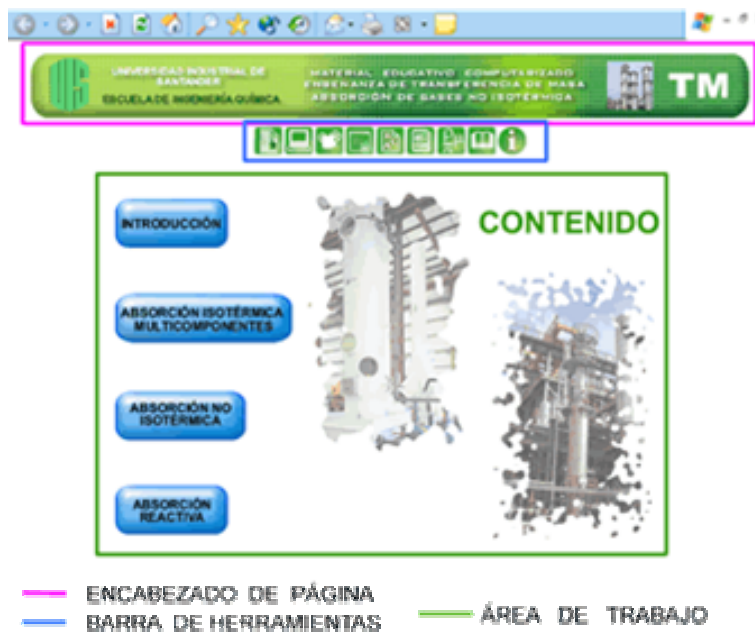 UNIVERSIDAD INDUSTRIAL DE
SANTANDER
ESCUELA DE INGENIERÍA QUÍMICA
MATERIAL EDUCATIVO COMPUTARIZADO
ENSEÑANZA DE TRANSFERENCIA DE MASA
ABSORCIÓN DE GASES NO ISOTÉRMICA
TM
CONTENIDO
INTRODUCCIÓN
ABSORCIÓN ISOTÉRMICA
MULTICOMPONENTES
ABSORCIÓN NO
ISOTÉRMICA
ABSORCIÓN
REACTIVA
ENCABEZADO DE PÁGINA
BARRA DE HERRAMIENTAS
ÁREA DE TRABAJO